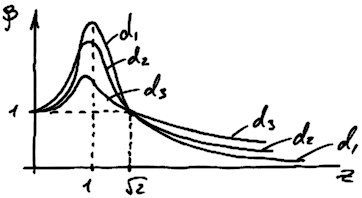 β
d₁
d₂
d₃
1
d₃
d₂
d₁
1
√2
z